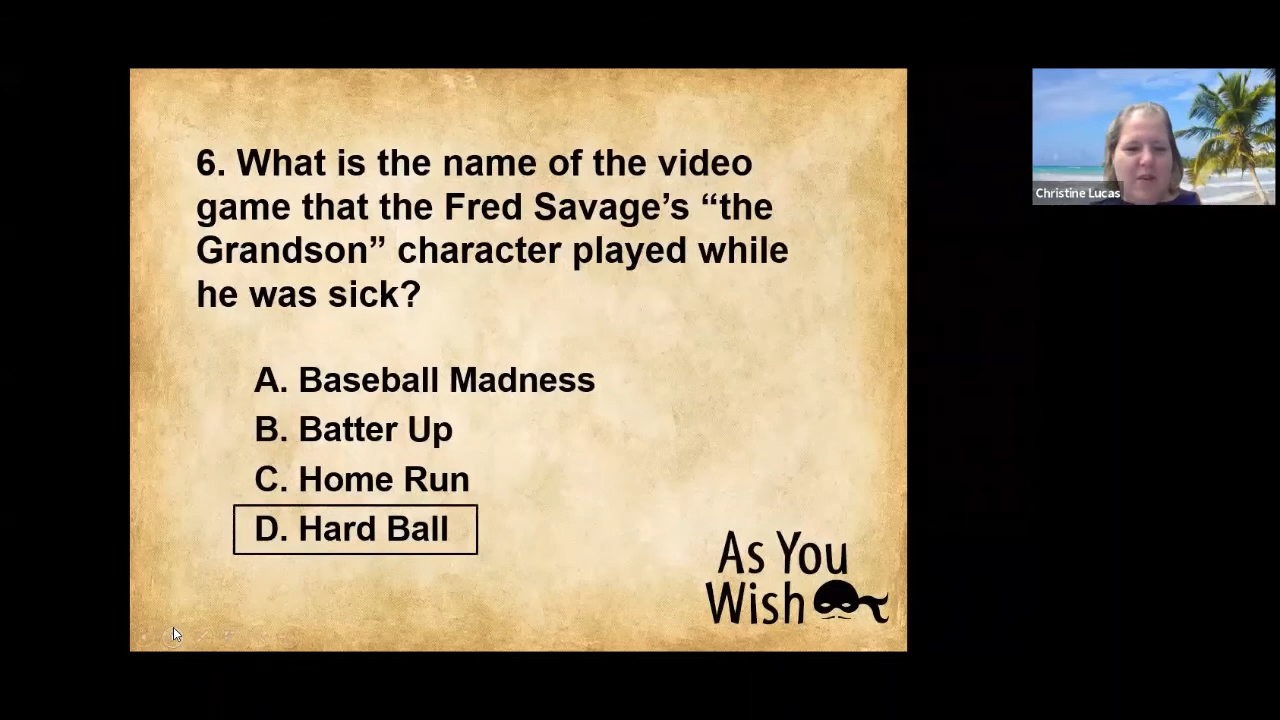 6. What is the name of the video
game that the Fred Savage’s “the
Grandson” character played while
he was sick?
A. Baseball Madness
B. Batter Up
C. Home Run
D. Hard Ball
As You
Wish
Christine Lucas